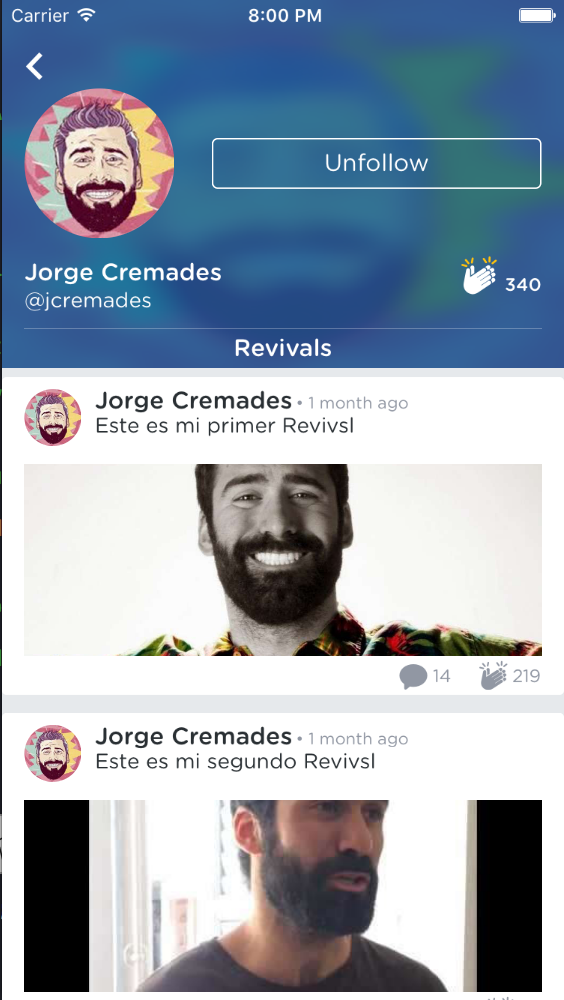 Carrier 8:00 PM
Unfollow
Jorge Cremades
@jcremades
340
Revivals
Jorge Cremades • 1 month ago
Este es mi primer Revivsl
14 219
Jorge Cremades • 1 month ago
Este es mi segundo Revivsl